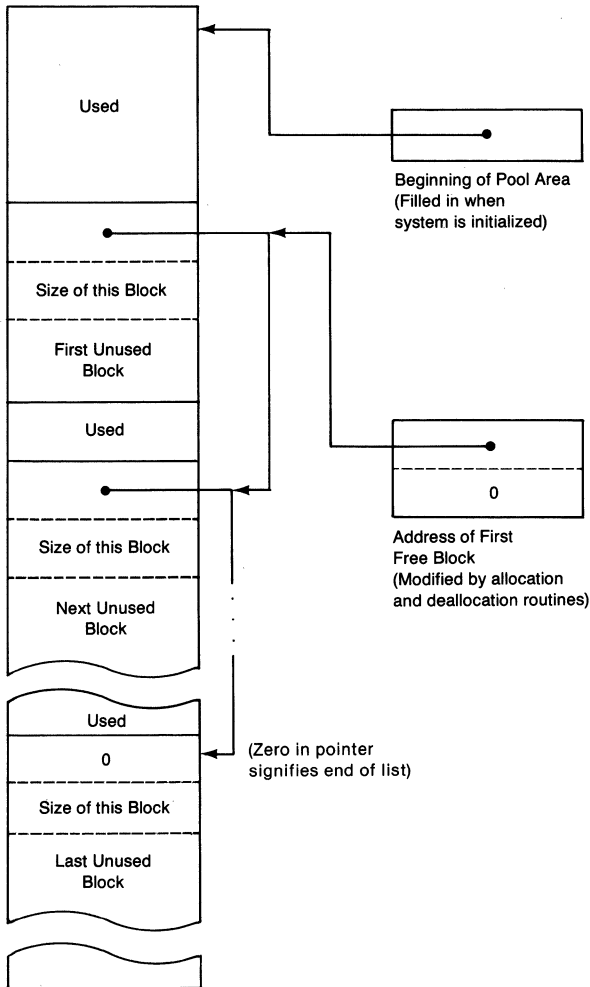 Used
Beginning of Pool Area
(Filled in when
system is initialized)
Size of this Block
First Unused
Block
Used
0
Address of First
Free Block
(Modified by allocation
and deallocation routines)
Size of this Block
Next Unused
Block
Used
0
(Zero in pointer
signifies end of list)
Size of this Block
Last Unused
Block